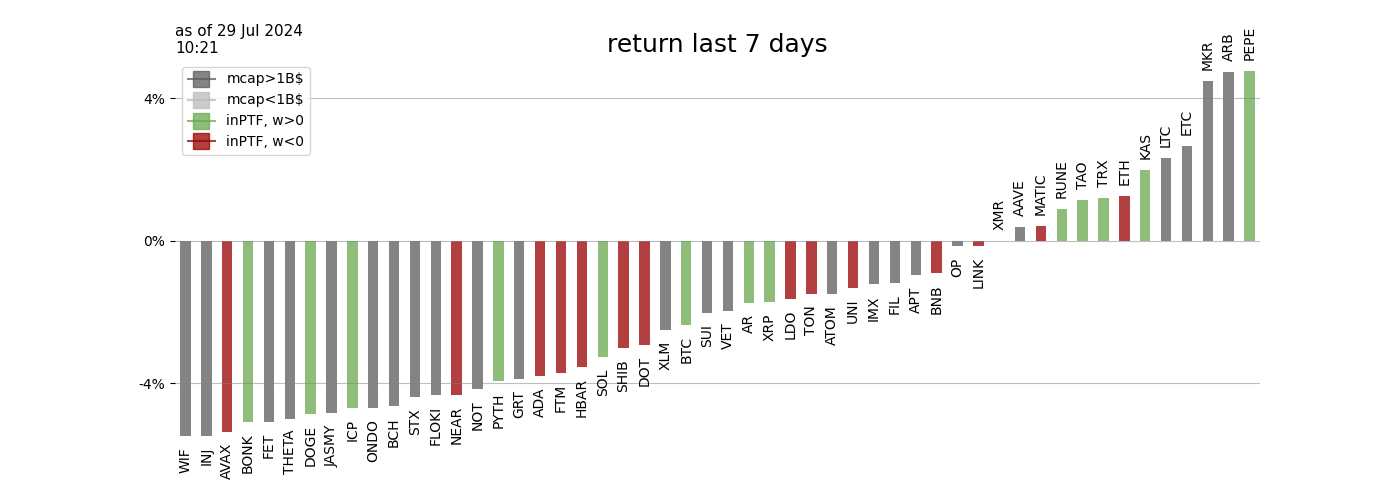 as of 29 Jul 2024
10:21
return last 7 days
mcap>1B$
mcap<1B$
inPTF, w>0
inPTF, w<0
4%
0%
-4%
WIF
INJ
AVAX
BONK
FET
THETA
DOGE
JASMY
ICP
ONDO
BCH
STX
FLOKI
NEAR
NOT
PYTH
GRT
ADA
FTM
HBAR
SOL
SHIB
DOT
XLM
BTC
SUI
VET
AR
XRP
LDO
TON
ATOM
UNI
IMX
FIL
APT
BNB
OP
LINK
XMR
AAVE
MATIC
RUNE
TAO
TRX
ETH
KAS
LTC
ETC
MKR
ARB
PEPE